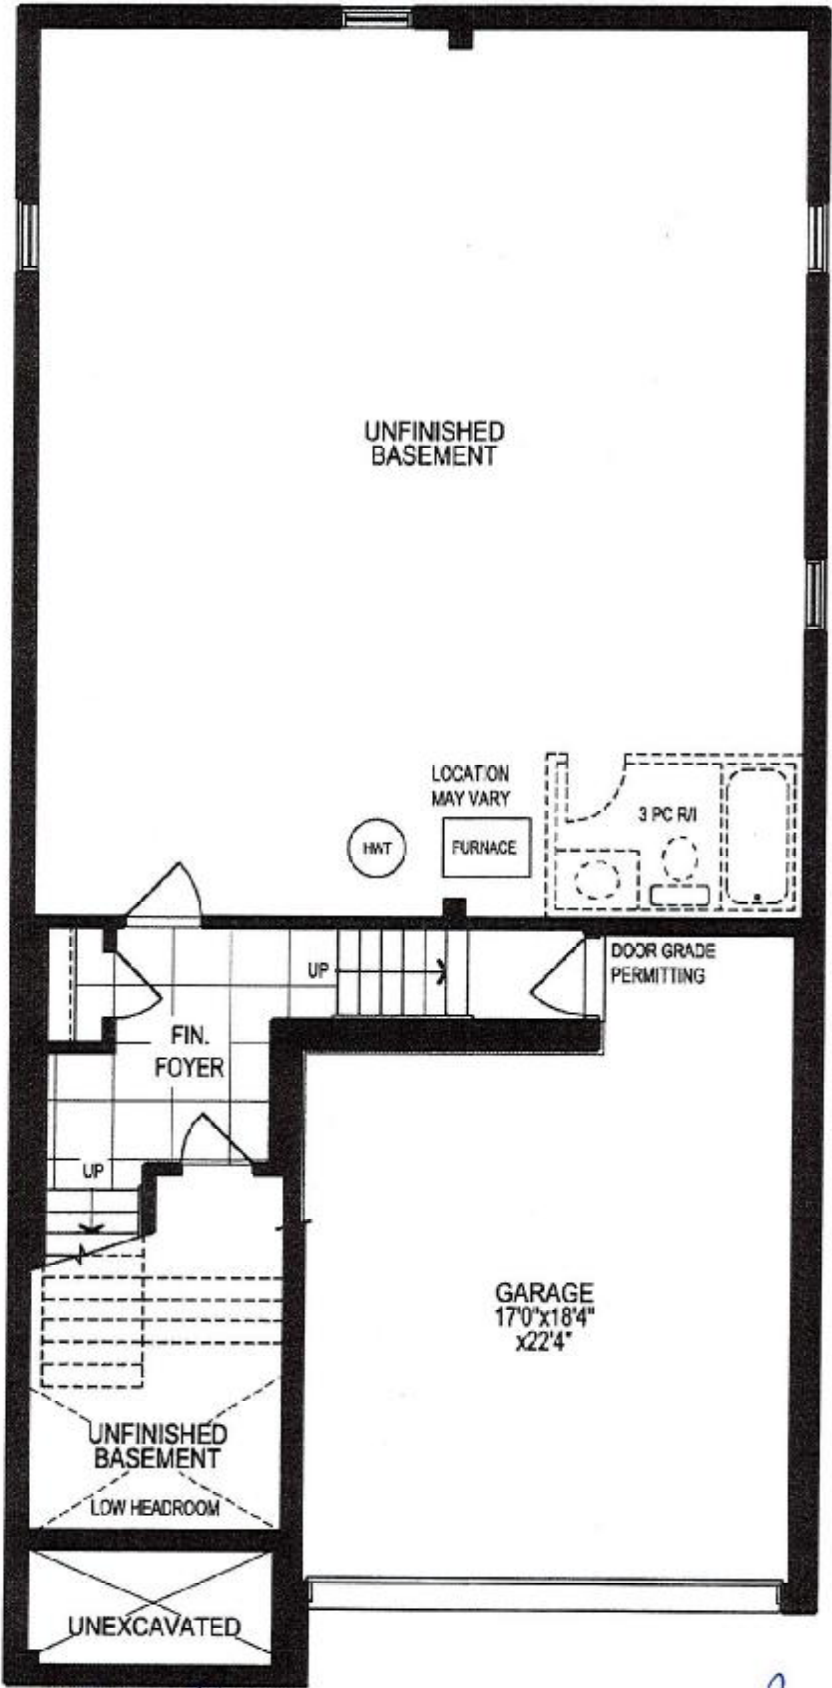 UNFINISHED
BASEMENT
LOCATION
MAY VARY
3 PC R/I
HWT
FURNACE
UP
DOOR GRADE
PERMITTING
FIN.
FOYER
UP
GARAGE
17'0"x18'4"
x22'4"
UNFINISHED
BASEMENT
LOW HEADROOM
UNEXCAVATED